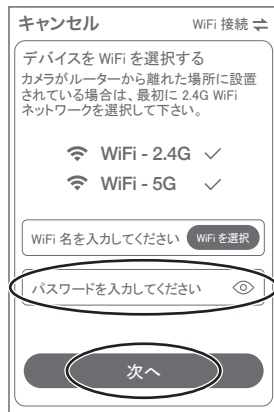 キャンセル WiFi 接続
デバイスを WiFi を選択する
カメラがルーターから離れた場所に設置
されている場合は、最初に 2.4G WiFi
ネットワークを選択して下さい。
WiFi - 2.4G
WiFi - 5G
WiFi 名を入力してください WiFi を選択
パスワードを入力してください
次へ